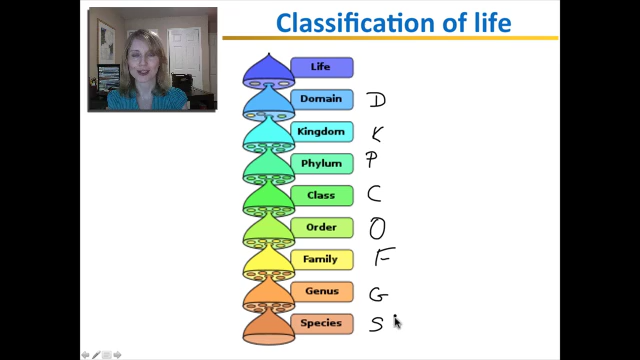 Classification of life
Life
Domain D
Kingdom K
Phylum P
Class C
Order O
Family F
Genus G
Species S